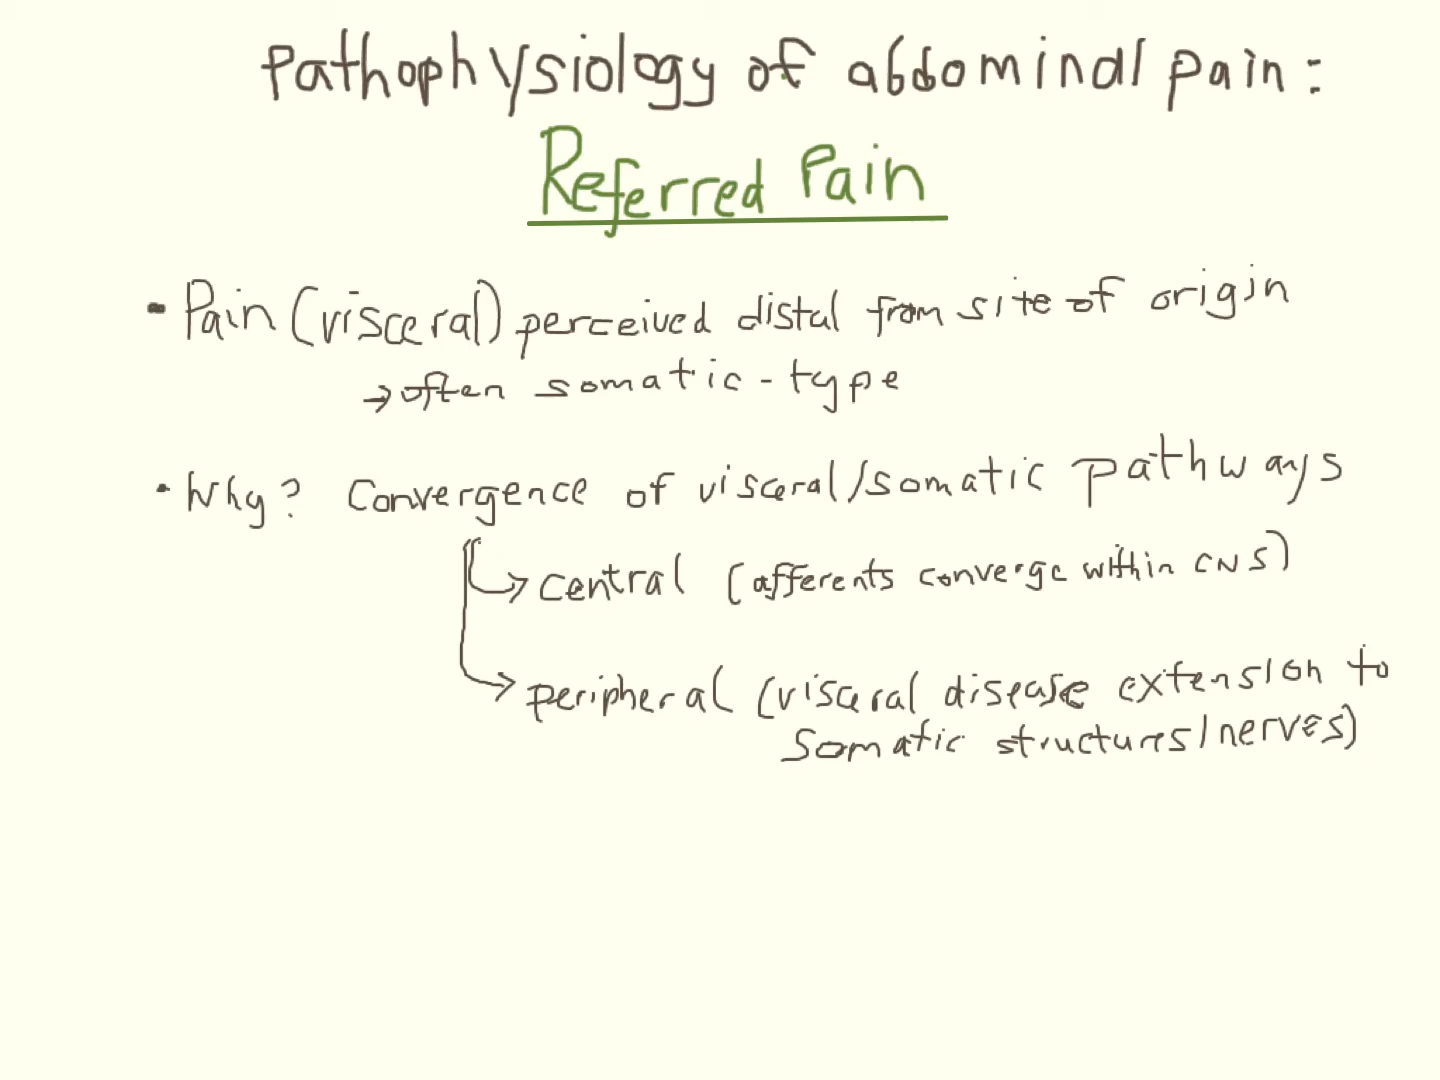 Pathophysiology of abdominal pain:
Referred Pain
• Pain (visceral) perceived distal from site of origin
→ often somatic-type
• Why? Convergence of visceral/somatic pathways
→ central (afferents converge within CNS)
→ peripheral (visceral disease extension to
somatic structures/nerves)